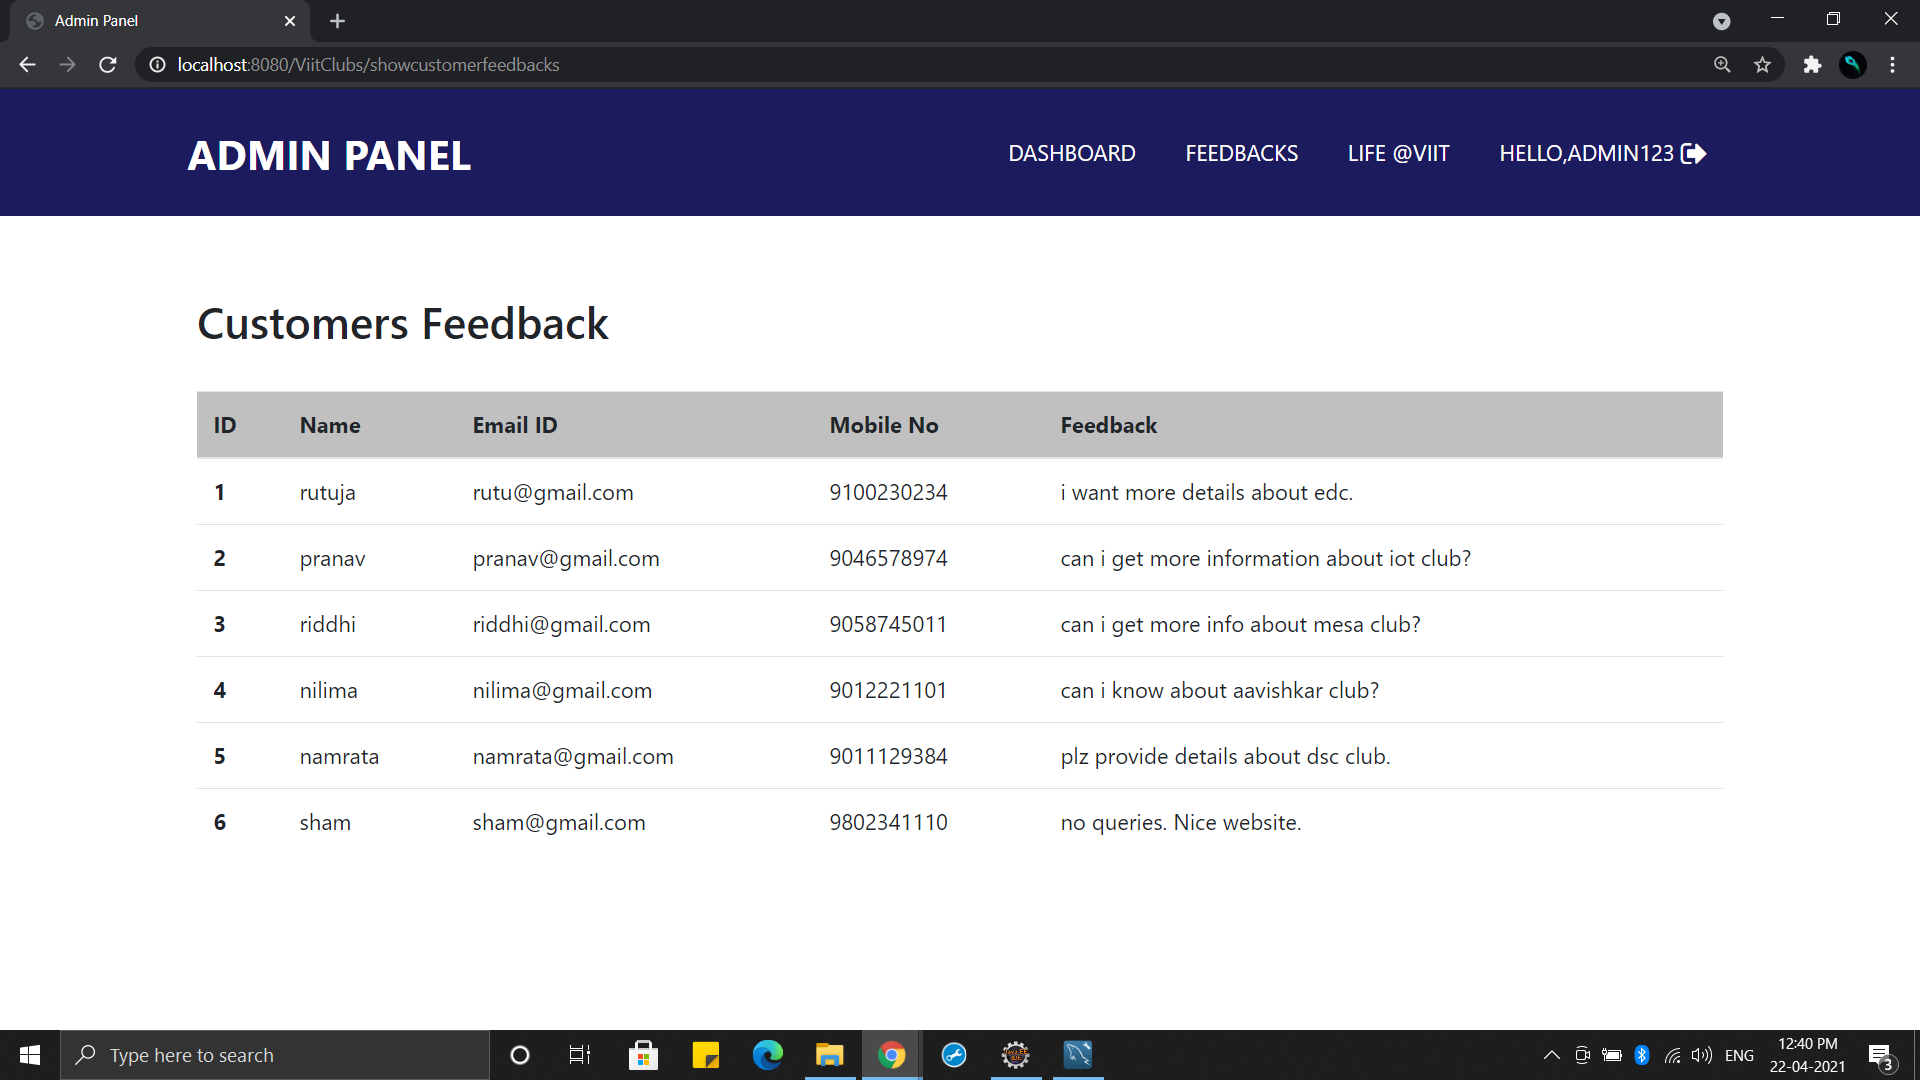 Admin Panel
localhost:8080/ViitClubs/showcustomerfeedbacks
ADMIN PANEL DASHBOARD FEEDBACKS LIFE @VIIT HELLO,ADMIN123
Customers Feedback
ID Name Email ID Mobile No Feedback
1 rutuja rutu@gmail.com 9100230234 i want more details about edc.
2 pranav pranav@gmail.com 9046578974 can i get more information about iot club?
3 riddhi riddhi@gmail.com 9058745011 can i get more info about mesa club?
4 nilima nilima@gmail.com 9012221101 can i know about aavishkar club?
5 namrata namrata@gmail.com 9011129384 plz provide details about dsc club.
6 sham sham@gmail.com 9802341110 no queries. Nice website.
Type here to search
ENG
12:40 PM
22-04-2021
3